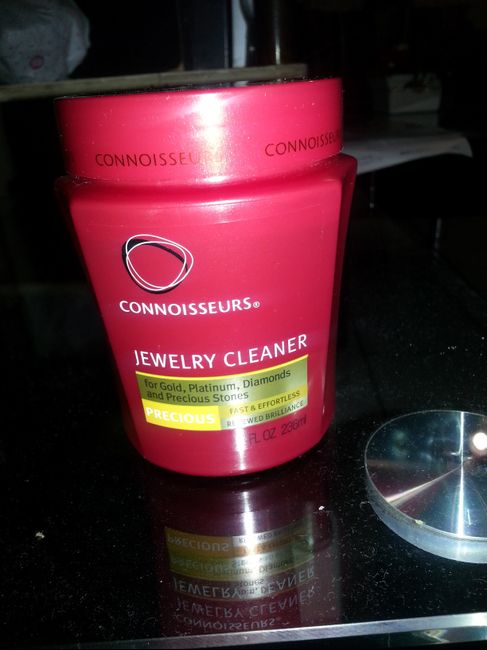 CONNOISSEURS CONNOISSEURS
CONNOISSEURS®
JEWELRY CLEANER
for Gold, Platinum, Diamonds
and Precious Stones
PRECIOUS
FAST & EFFORTLESS
RENEWED BRILLIANCE
FL OZ 236ml